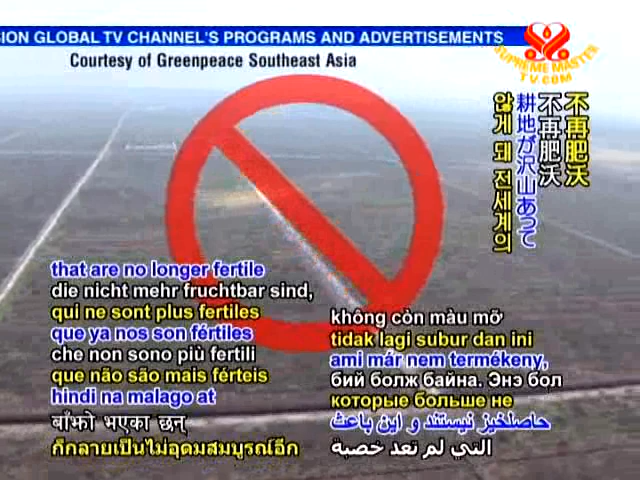 SION GLOBAL TV CHANNEL'S PROGRAMS AND ADVERTISEMENTS
SUPREME MASTER
TV.COM
Courtesy of Greenpeace Southeast Asia
不再肥沃
不再肥沃
耕地が沢山あって
않게 돼 전세계의
that are no longer fertile
die nicht mehr fruchtbar sind,
qui ne sont plus fertiles
que ya nos son fértiles
che non sono più fertili
que não são mais férteis
hindi na malago at
बाँझो भएका छन्
ก็กลายเป็นไม่อุดมสมบูรณ์อีก
không còn màu mỡ
tidak lagi subur dan ini
ami már nem termékeny,
бий болж байна. Энэ бол
которые больше не
حاصلخیز نیستند و این باعث
التي لم تعد خصبة